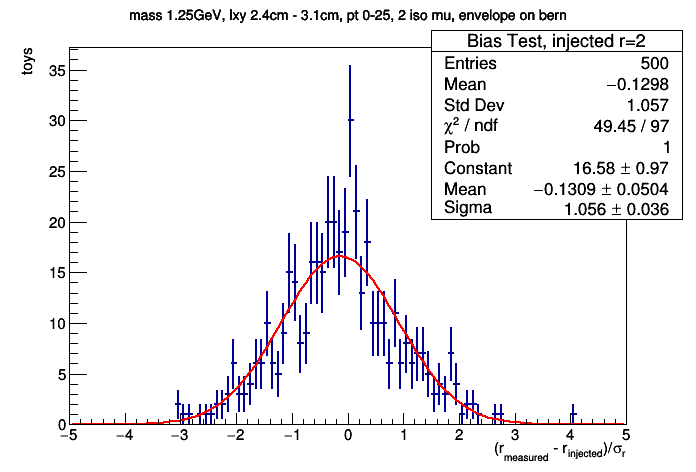 mass 1.25GeV, lxy 2.4cm - 3.1cm, pt 0-25, 2 iso mu, envelope on bern
toys
Bias Test, injected r=2
Entries 500
Mean −0.1298
Std Dev 1.057
χ² / ndf 49.45 / 97
Prob 1
Constant 16.58 ± 0.97
Mean −0.1309 ± 0.0504
Sigma 1.056 ± 0.036
35
30
25
20
15
10
5
0
−5 −4 −3 −2 −1 0 1 2 3 4 5
(r_measured - r_injected)/σ_r